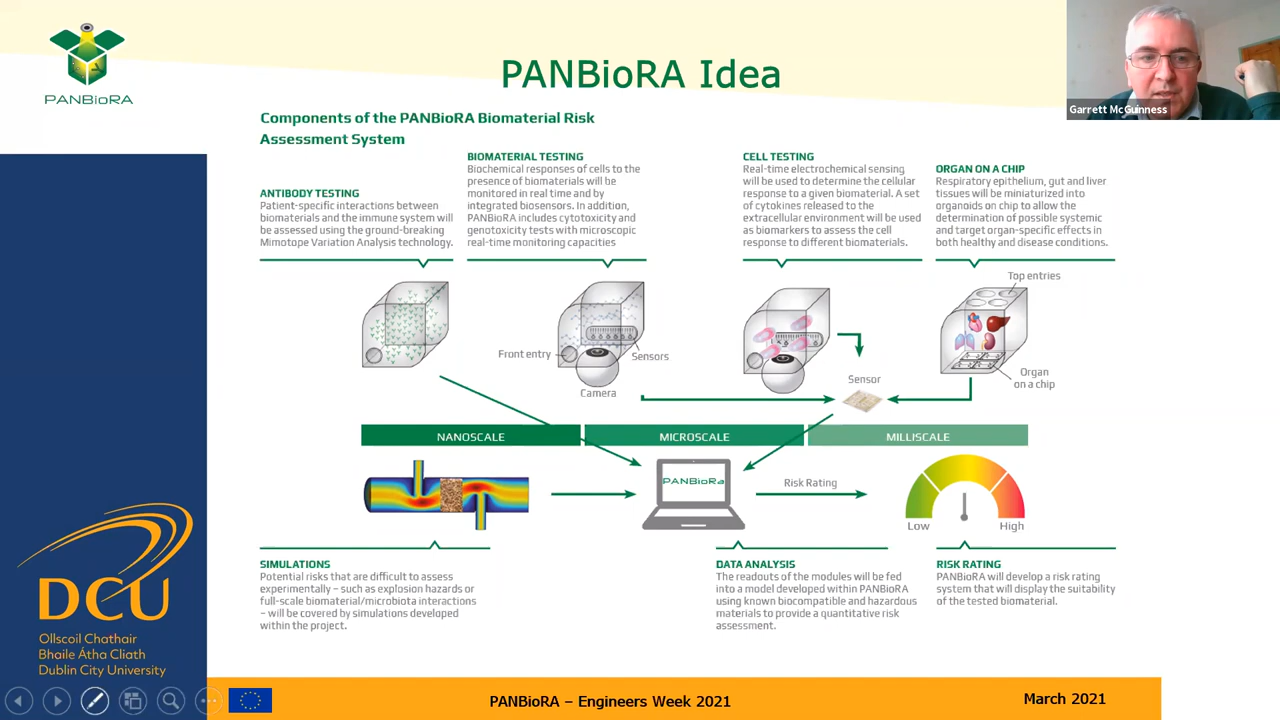 PANBioRA
PANBioRA Idea
Garrett McGuinness
Components of the PANBioRA Biomaterial Risk
Assessment System
ANTIBODY TESTING
Patient-specific interactions between
biomaterials and the immune system will
be assessed using the ground-breaking
Mimotope Variation Analysis technology.
BIOMATERIAL TESTING
Biochemical responses of cells to the
presence of biomaterials will be
monitored in real time and by
integrated biosensors. In addition,
PANBioRA includes cytotoxicity and
genotoxicity tests with microscopic
real-time monitoring capacities
CELL TESTING
Real-time electrochemical sensing
will be used to determine the cellular
response to a given biomaterial. A set
of cytokines released to the
extracellular environment will be used
as biomarkers to assess the cell
response to different biomaterials.
ORGAN ON A CHIP
Respiratory epithelium, gut and liver
tissues will be miniaturized into
organoids on chip to allow the
determination of possible systemic
and target organ-specific effects in
both healthy and disease conditions.
Top entries
Front entry
Sensors
Camera
Sensor
Organ
on a chip
NANOSCALE
MICROSCALE
MILLISCALE
PANBioRa
Risk Rating
Low
High
SIMULATIONS
Potential risks that are difficult to assess
experimentally – such as explosion hazards or
full-scale biomaterial/microbiota interactions
– will be covered by simulations developed
within the project.
DATA ANALYSIS
The readouts of the modules will be fed
into a model developed within PANBioRA
using known biocompatible and hazardous
materials to provide a quantitative risk
assessment.
RISK RATING
PANBioRA will develop a risk rating
system that will display the suitability
of the tested biomaterial.
DCU
Ollscoil Chathair
Bhaile Átha Cliath
Dublin City University
PANBioRA – Engineers Week 2021
March 2021